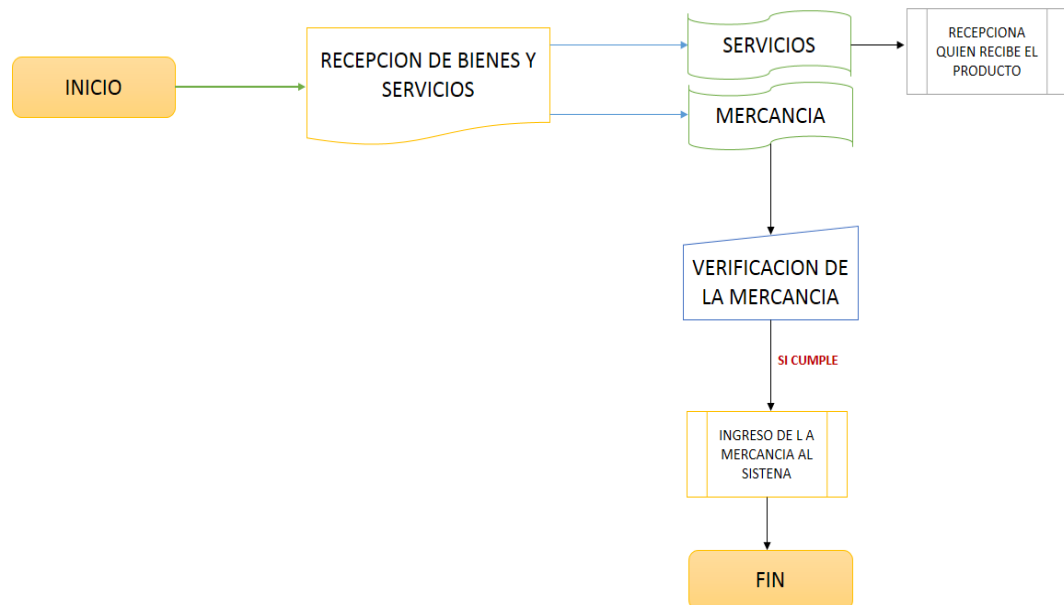 INICIO
RECEPCION DE BIENES Y
SERVICIOS
SERVICIOS
RECEPCIONA
QUIEN RECIBE EL
PRODUCTO
MERCANCIA
VERIFICACION DE
LA MERCANCIA
SI CUMPLE
INGRESO DE L A
MERCANCIA AL
SISTENA
FIN